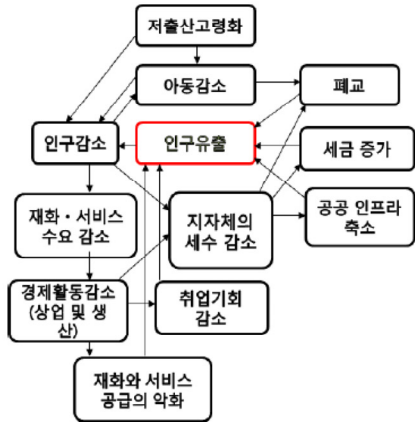 저출산고령화
아동감소
폐교
인구감소
인구유출
세금 증가
재화·서비스
수요 감소
지자체의
세수 감소
공공 인프라
축소
경제활동감소
(상업 및 생
산)
취업기회
감소
재화와 서비스
공급의 악화